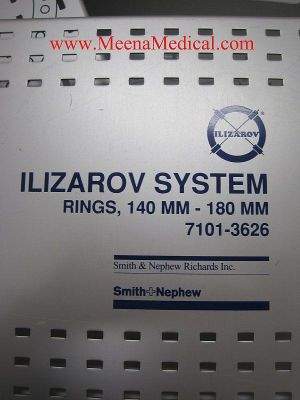 www.MeenaMedical.com
ILIZAROV
®
ILIZAROV SYSTEM
RINGS, 140 MM - 180 MM
7101-3626
Smith & Nephew Richards Inc.
Smith+Nephew